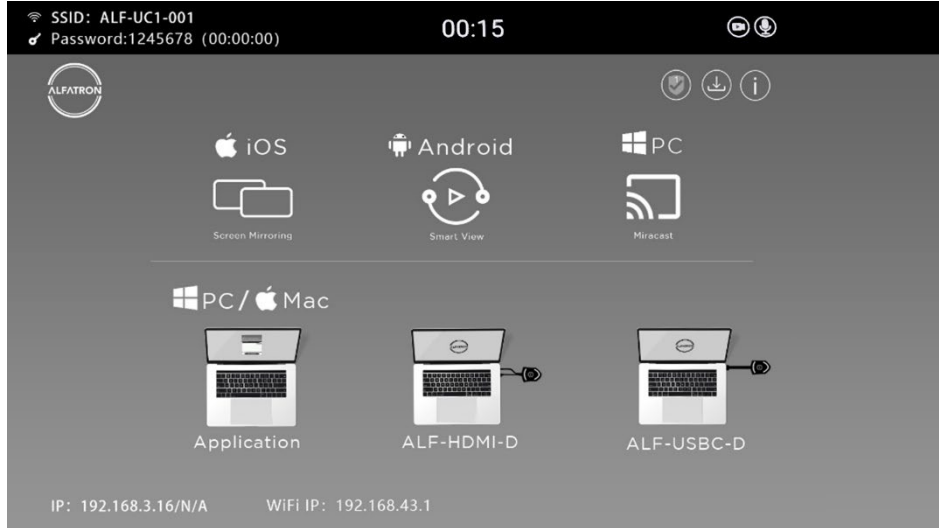 SSID: ALF-UC1-001
00:15
Password:1245678 (00:00:00)
ALFATRON
iOS
Android
PC
Screen Mirroring
Smart View
Miracast
PC/ Mac
ALFATRON
ALFATRON
Application
ALF-HDMI-D
ALF-USBC-D
IP: 192.168.3.16/N/A
WiFi IP: 192.168.43.1